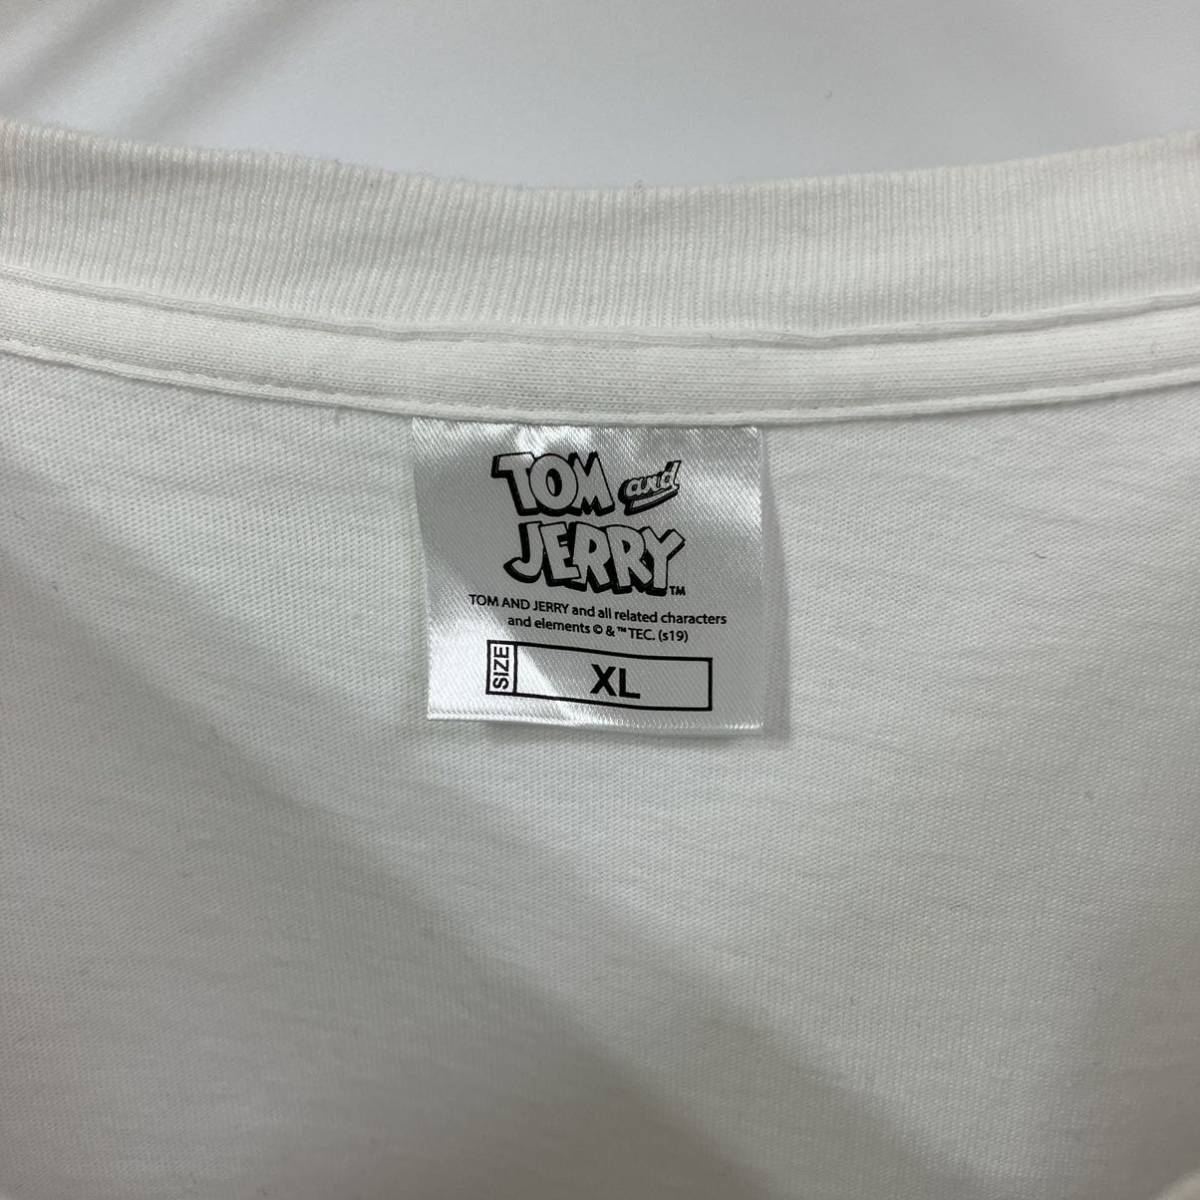 TOM and
JERRY™
TOM AND JERRY and all related characters
and elements © & ™ TEC. (s19)
SIZE XL